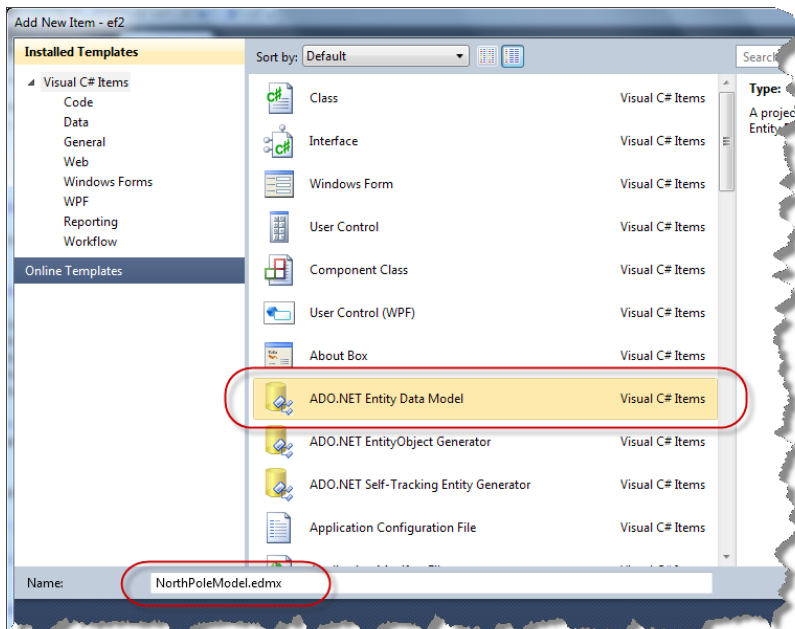 Add New Item - ef2
Installed Templates
Visual C# Items
Code
Data
General
Web
Windows Forms
WPF
Reporting
Workflow
Online Templates
Sort by: Default
Search
Class Visual C# Items
Interface Visual C# Items
Windows Form Visual C# Items
User Control Visual C# Items
Component Class Visual C# Items
User Control (WPF) Visual C# Items
About Box Visual C# Items
ADO.NET Entity Data Model Visual C# Items
ADO.NET EntityObject Generator Visual C# Items
ADO.NET Self-Tracking Entity Generator Visual C# Items
Application Configuration File Visual C# Items
Type:
A projec
Entity
Name: NorthPoleModel.edmx